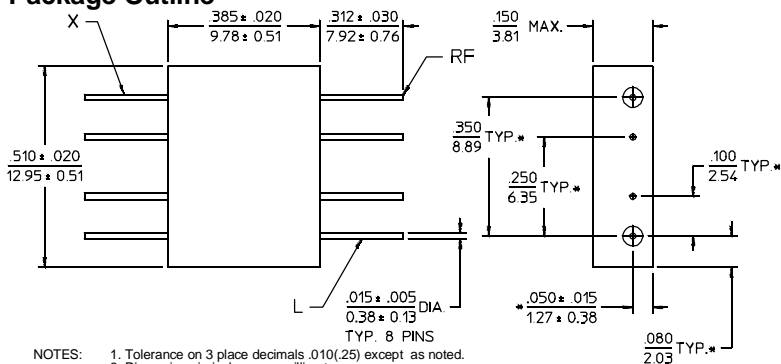 Package Outline
.385 ± .020
9.78 ± 0.51
.312 ± .030
7.92 ± 0.76
.150
3.81
MAX.
X
RF
.510 ± .020
12.95 ± 0.51
.350
8.89
TYP.*
.250
6.35
TYP.*
.100
2.54
TYP.*
L
.015 ± .005
0.38 ± 0.13
DIA.
TYP. 8 PINS
* .050 ± .015
1.27 ± 0.38
.080
2.03
TYP.*
NOTES: 1. Tolerance on 3 place decimals .010(.25) except as noted.